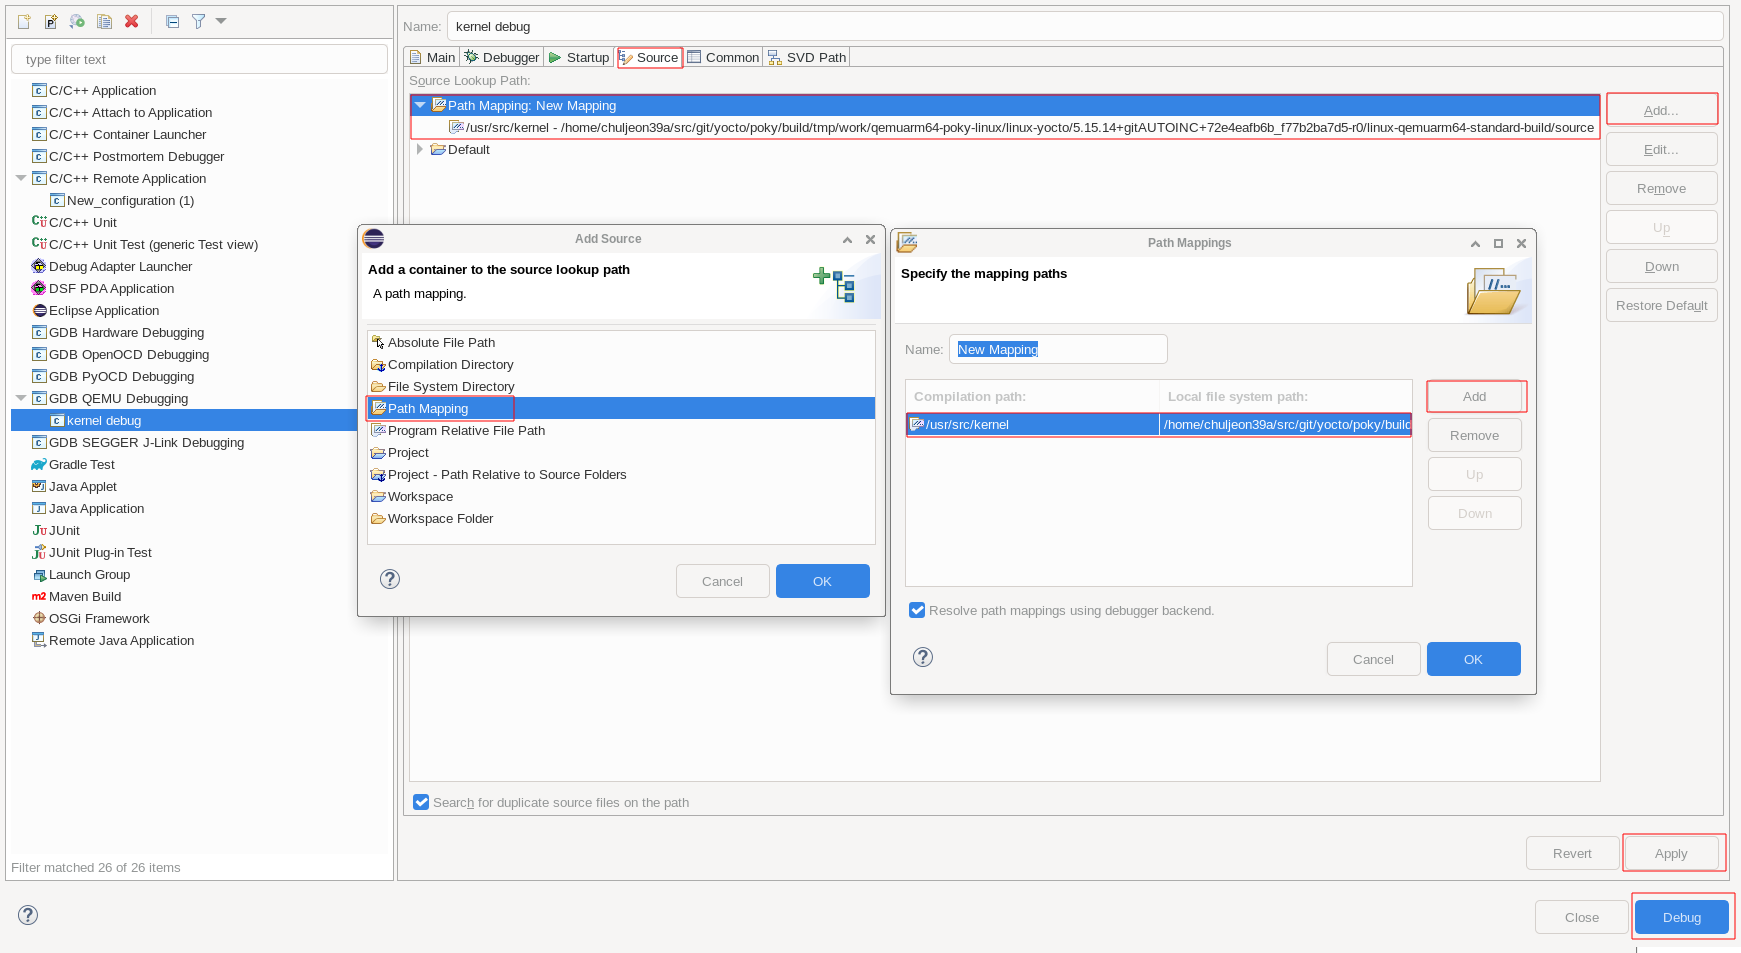 type filter text
C/C++ Application
C/C++ Attach to Application
C/C++ Container Launcher
C/C++ Postmortem Debugger
C/C++ Remote Application
New_configuration (1)
C/C++ Unit
C/C++ Unit Test (generic Test view)
Debug Adapter Launcher
DSF PDA Application
Eclipse Application
GDB Hardware Debugging
GDB OpenOCD Debugging
GDB PyOCD Debugging
GDB QEMU Debugging
kernel debug
GDB SEGGER J-Link Debugging
Gradle Test
Java Applet
Java Application
JUnit
JUnit Plug-in Test
Launch Group
Maven Build
OSGi Framework
Remote Java Application
Filter matched 26 of 26 items
Name: kernel debug
Main Debugger Startup Source Common SVD Path
Source Lookup Path:
Path Mapping: New Mapping
/usr/src/kernel - /home/chuljeon39a/src/git/yocto/poky/build/tmp/work/qemuarm64-poky-linux/linux-yocto/5.15.14+gitAUTOINC+72e4eafb6b_f77b2ba7d5-r0/linux-qemuarm64-standard-build/source
Default
Add...
Edit...
Remove
Up
Down
Restore Default
Add Source
Add a container to the source lookup path
A path mapping.
Absolute File Path
Compilation Directory
File System Directory
Path Mapping
Program Relative File Path
Project
Project - Path Relative to Source Folders
Workspace
Workspace Folder
Cancel OK
Path Mappings
Specify the mapping paths
Name: New Mapping
Compilation path: Local file system path:
/usr/src/kernel /home/chuljeon39a/src/git/yocto/poky/build
Add
Remove
Up
Down
Resolve path mappings using debugger backend.
Cancel OK
Search for duplicate source files on the path
Revert Apply
Close Debug